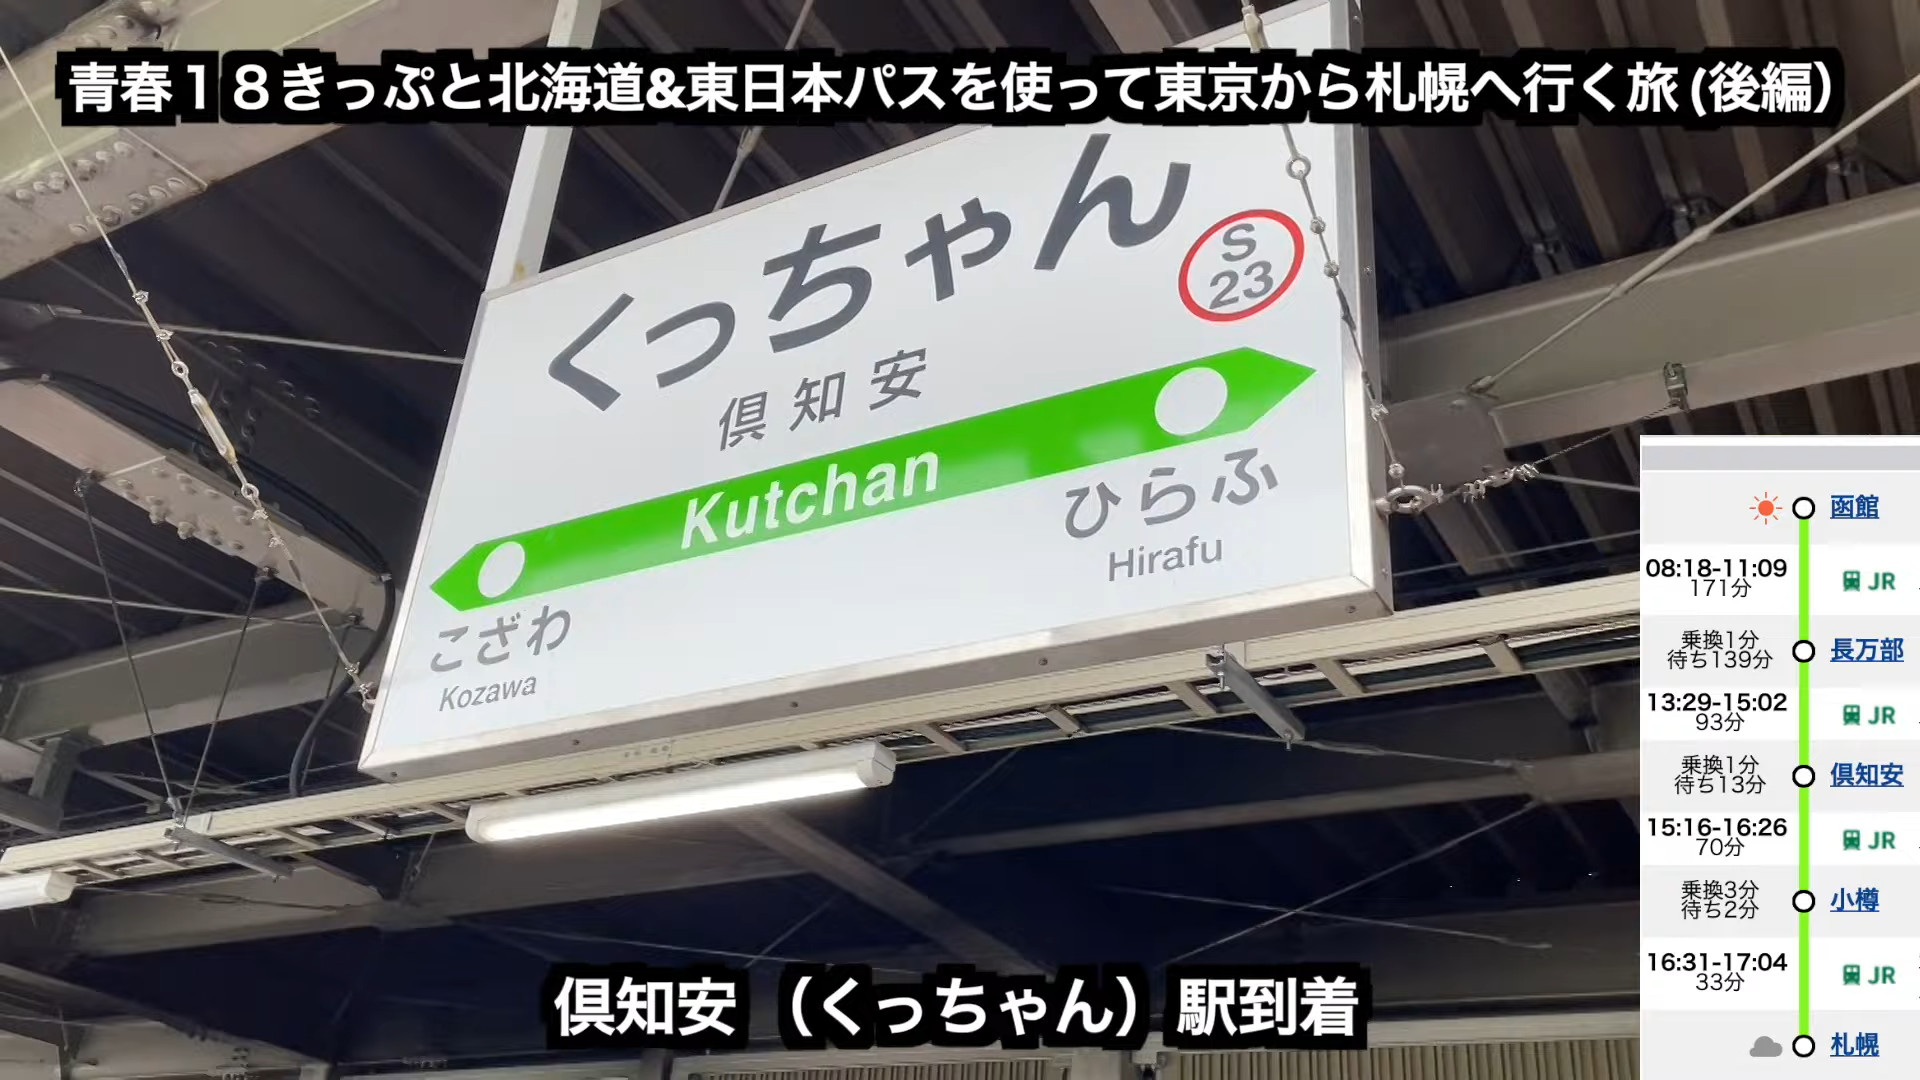 青春１８きっぷと北海道&東日本パスを使って東京から札幌へ行く旅(後編）
くっちゃん
S
23
倶知安
Kutchan
こざわ
Kozawa
ひらふ
Hirafu
函館
08:18-11:09
171分
JR
乗換1分
待ち139分
長万部
13:29-15:02
93分
JR
乗換1分
待ち13分
倶知安
15:16-16:26
70分
JR
乗換3分
待ち2分
小樽
16:31-17:04
33分
JR
札幌
倶知安（くっちゃん）駅到着